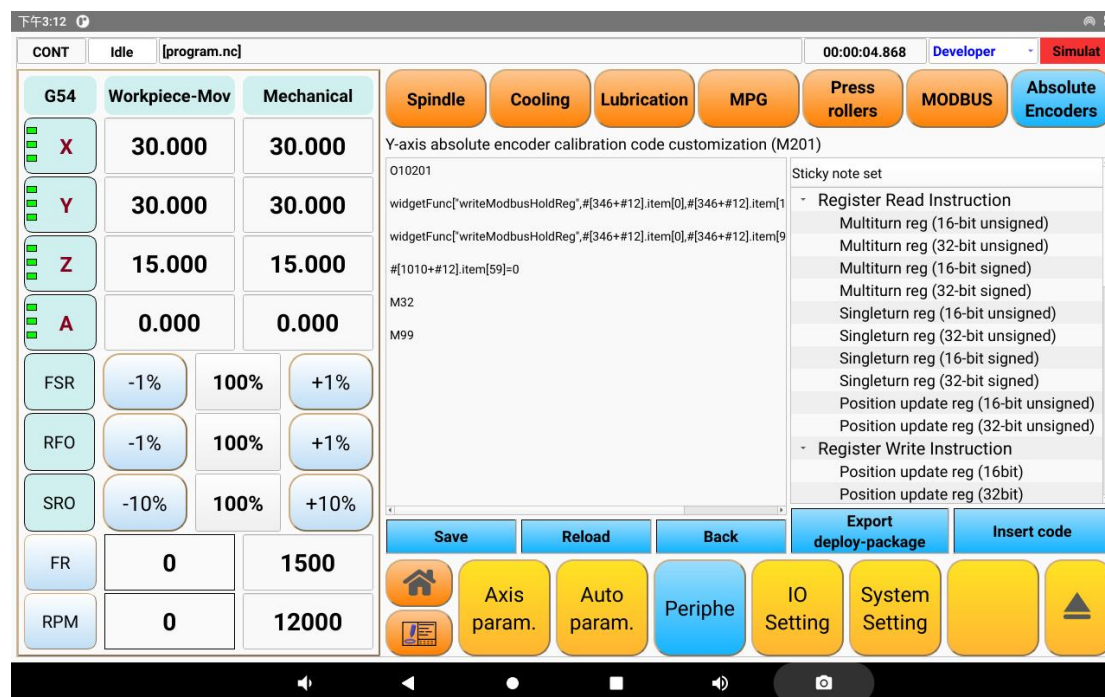 下午3:12
CONT Idle [program.nc] 00:00:04.868 Developer Simulat
G54 Workpiece-Mov Mechanical
X 30.000 30.000
Y 30.000 30.000
Z 15.000 15.000
A 0.000 0.000
FSR -1% 100% +1%
RFO -1% 100% +1%
SRO -10% 100% +10%
FR 0 1500
RPM 0 12000
Spindle Cooling Lubrication MPG Press rollers MODBUS Absolute Encoders
Y-axis absolute encoder calibration code customization (M201)
O10201
widgetFunc["writeModbusHoldReg",#[346+#12].item[0],#[346+#12].item[1
widgetFunc["writeModbusHoldReg",#[346+#12].item[0],#[346+#12].item[9
#[1010+#12].item[59]=0
M32
M99
Sticky note set
Register Read Instruction
Multiturn reg (16-bit unsigned)
Multiturn reg (32-bit unsigned)
Multiturn reg (16-bit signed)
Multiturn reg (32-bit signed)
Singleturn reg (16-bit unsigned)
Singleturn reg (32-bit unsigned)
Singleturn reg (16-bit signed)
Singleturn reg (32-bit signed)
Position update reg (16-bit unsigned)
Position update reg (32-bit unsigned)
Register Write Instruction
Position update reg (16bit)
Position update reg (32bit)
Save Reload Back Export deploy-package Insert code
Axis param. Auto param. Periphe IO Setting System Setting